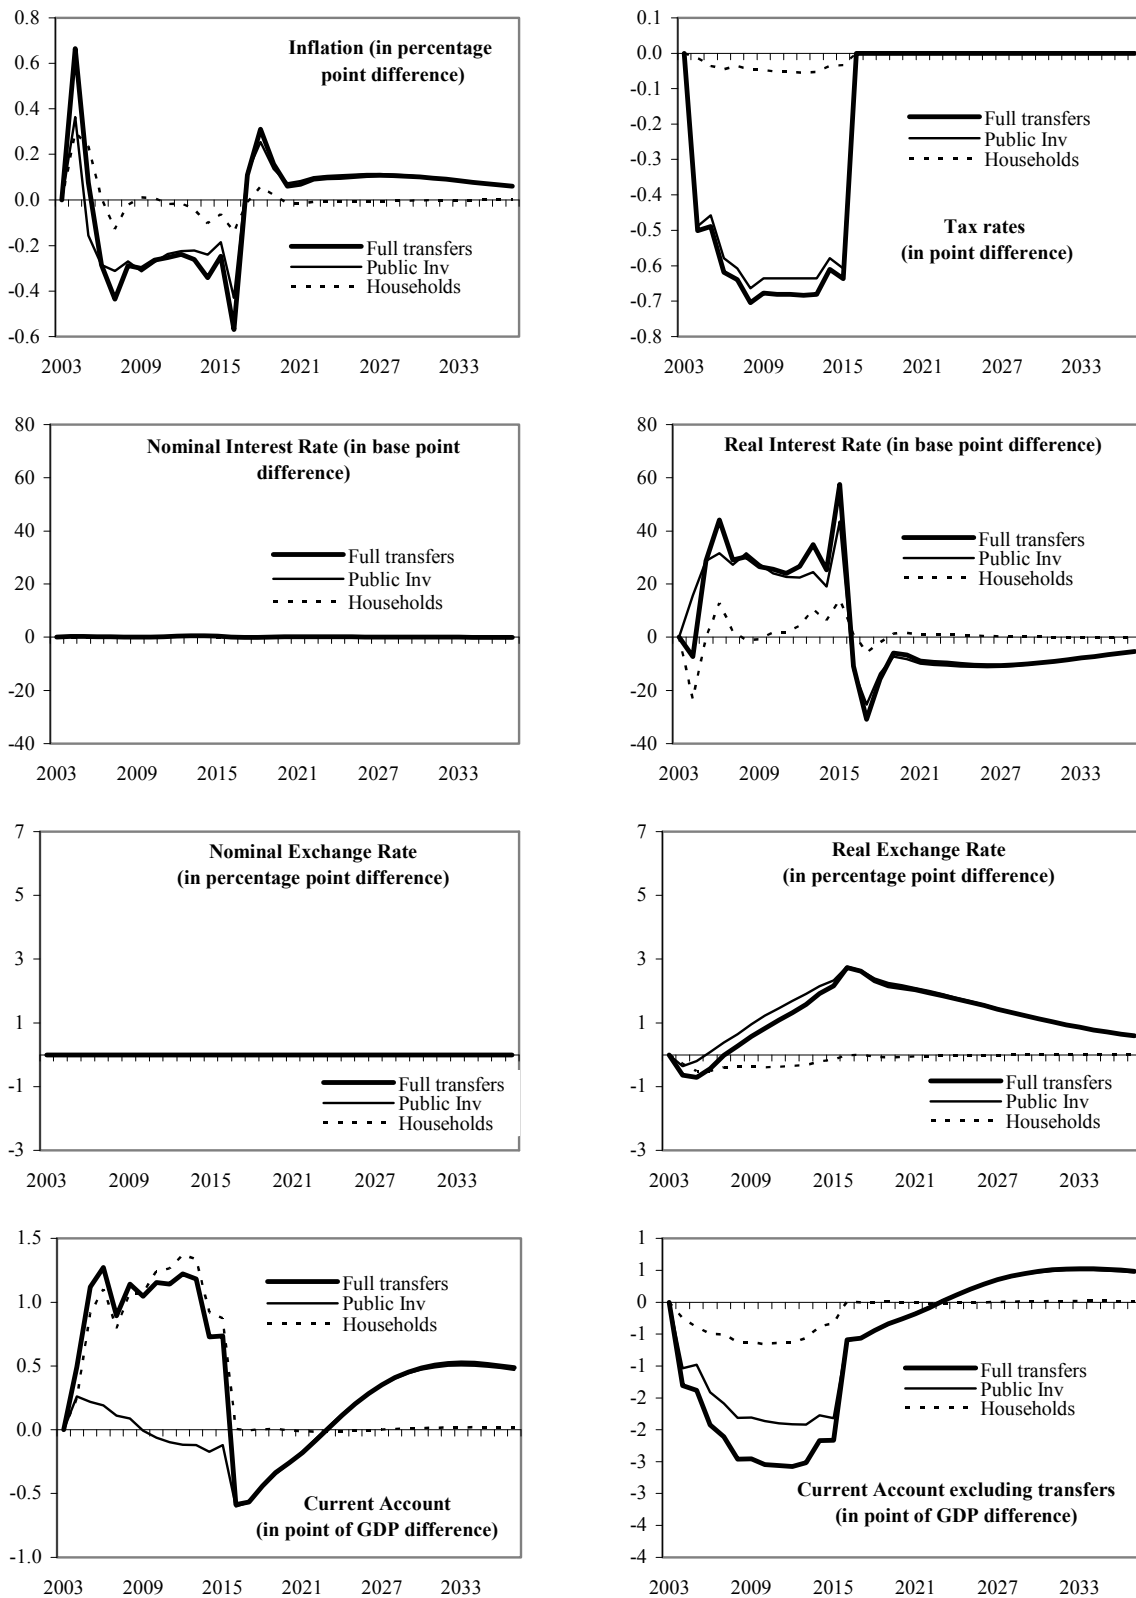 Inflation (in percentage
point difference)
0.8
0.6
0.4
0.2
0.0
-0.2
-0.4
-0.6
Full transfers
Public Inv
Households
2003 2009 2015 2021 2027 2033
0.1
0.0
-0.1
-0.2
-0.3
-0.4
-0.5
-0.6
-0.7
-0.8
Full transfers
Public Inv
Households
Tax rates
(in point difference)
2003 2009 2015 2021 2027 2033
80
60
40
20
0
-20
-40
Nominal Interest Rate (in base point
difference)
Full transfers
Public Inv
Households
2003 2009 2015 2021 2027 2033
80
60
40
20
0
-20
-40
Real Interest Rate (in base point difference)
Full transfers
Public Inv
Households
2003 2009 2015 2021 2027 2033
7
5
3
1
-1
-3
Nominal Exchange Rate
(in percentage point difference)
Full transfers
Public Inv
Households
2003 2009 2015 2021 2027 2033
7
5
3
1
-1
-3
Real Exchange Rate
(in percentage point difference)
Full transfers
Public Inv
Households
2003 2009 2015 2021 2027 2033
1.5
1.0
0.5
0.0
-0.5
-1.0
Full transfers
Public Inv
Households
Current Account
(in point of GDP difference)
2003 2009 2015 2021 2027 2033
1
1
0
-1
-1
-2
-2
-3
-3
-4
-4
Full transfers
Public Inv
Households
Current Account excluding transfers
(in point of GDP difference)
2003 2009 2015 2021 2027 2033